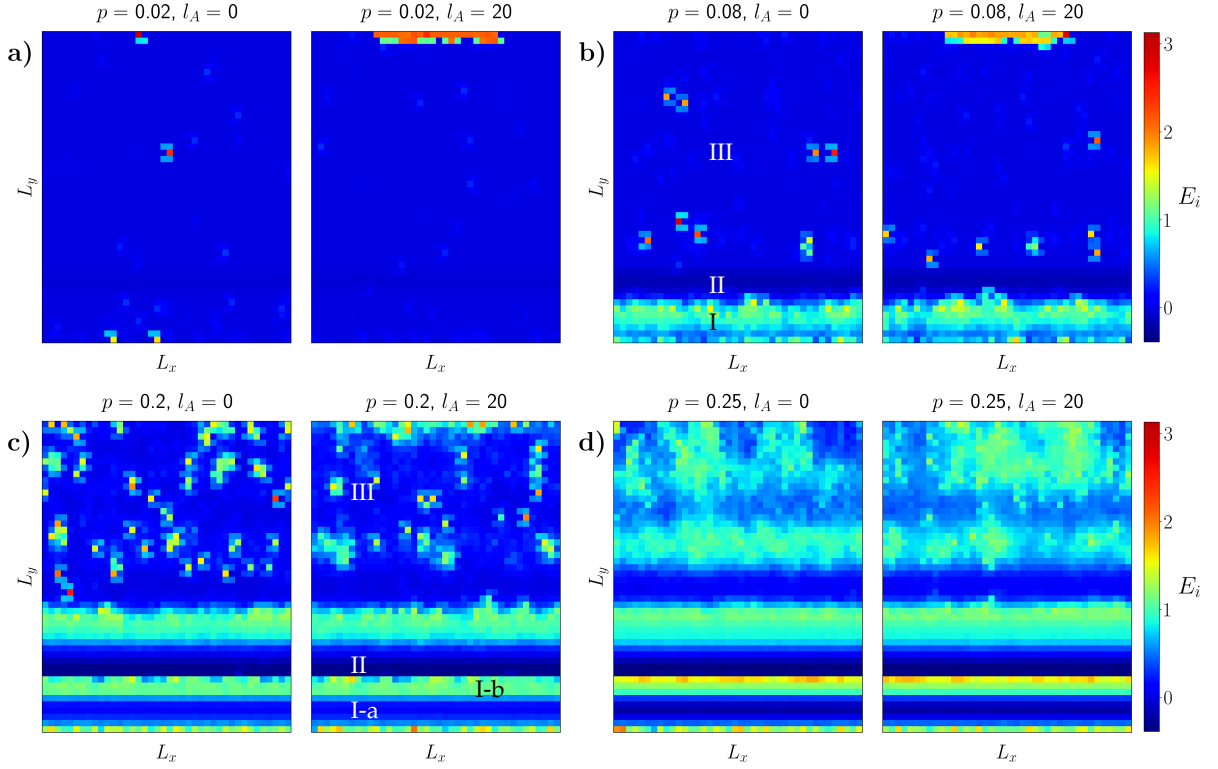 p = 0.02, l_A = 0
p = 0.02, l_A = 20
p = 0.08, l_A = 0
p = 0.08, l_A = 20
a)
b)
L_y
L_y
III
II
I
3
2
1
0
E_i
L_x
L_x
L_x
L_x
p = 0.2, l_A = 0
p = 0.2, l_A = 20
p = 0.25, l_A = 0
p = 0.25, l_A = 20
c)
d)
L_y
L_y
III
II
I-b
I-a
3
2
1
0
E_i
L_x
L_x
L_x
L_x